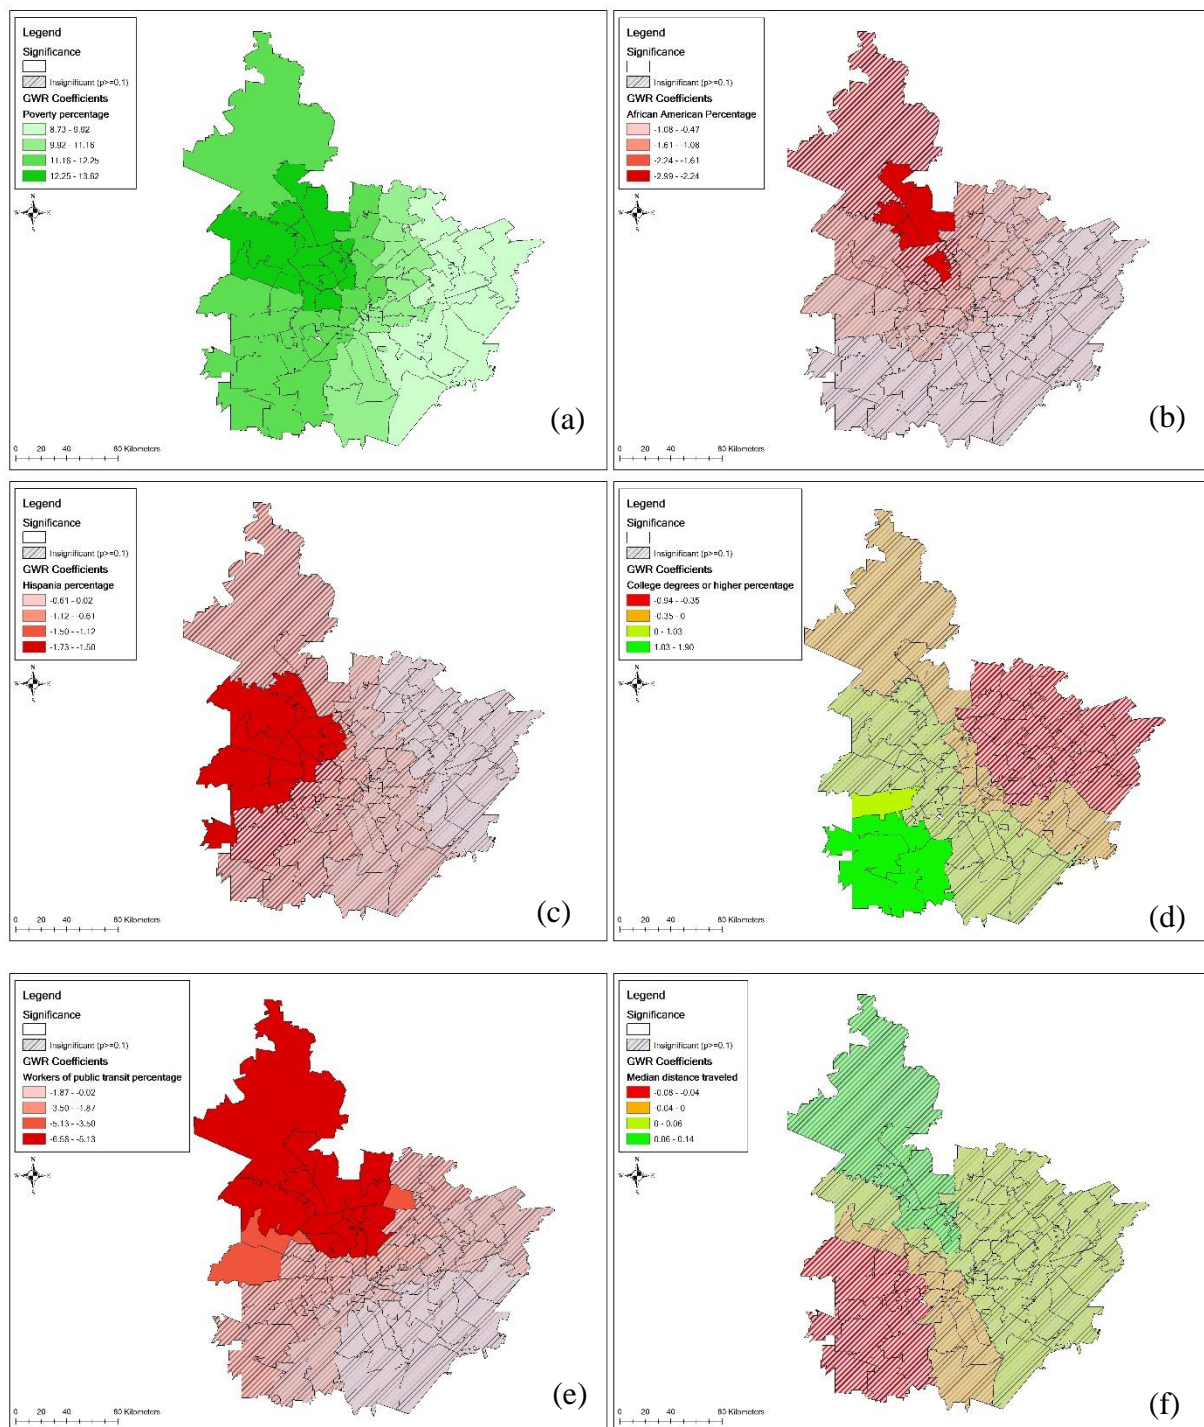 Legend
Significance
Insignificant (p>=0.1)
GWR Coefficients
Poverty percentage
8.73 - 9.92
9.92 - 11.16
11.16 - 12.25
12.25 - 13.62
N
W E
S
0 20 40 60 Kilometers
(a)
Legend
Significance
Insignificant (p>=0.1)
GWR Coefficients
African American Percentage
-1.08 - -0.47
-1.61 - -1.08
-2.24 - -1.61
-2.99 - -2.24
N
W E
S
0 20 40 60 Kilometers
(b)
Legend
Significance
Insignificant (p>=0.1)
GWR Coefficients
Hispania percentage
-0.61 - 0.02
-1.12 - -0.61
-1.50 - -1.12
-1.73 - -1.50
N
W E
S
0 20 40 60 Kilometers
(c)
Legend
Significance
Insignificant (p>=0.1)
GWR Coefficients
College degrees or higher percentage
-0.94 - -0.35
-0.35 - 0
0 - 1.03
1.03 - 1.90
N
W E
S
0 20 40 60 Kilometers
(d)
Legend
Significance
Insignificant (p>=0.1)
GWR Coefficients
Workers of public transit percentage
-1.87 - -0.02
-3.50 - -1.87
-5.13 - -3.50
-6.58 - -5.13
N
W E
S
0 20 40 60 Kilometers
(e)
Legend
Significance
Insignificant (p>=0.1)
GWR Coefficients
Median distance traveled
-0.08 - -0.04
-0.04 - 0
0 - 0.06
0.06 - 0.14
N
W E
S
0 20 40 60 Kilometers
(f)